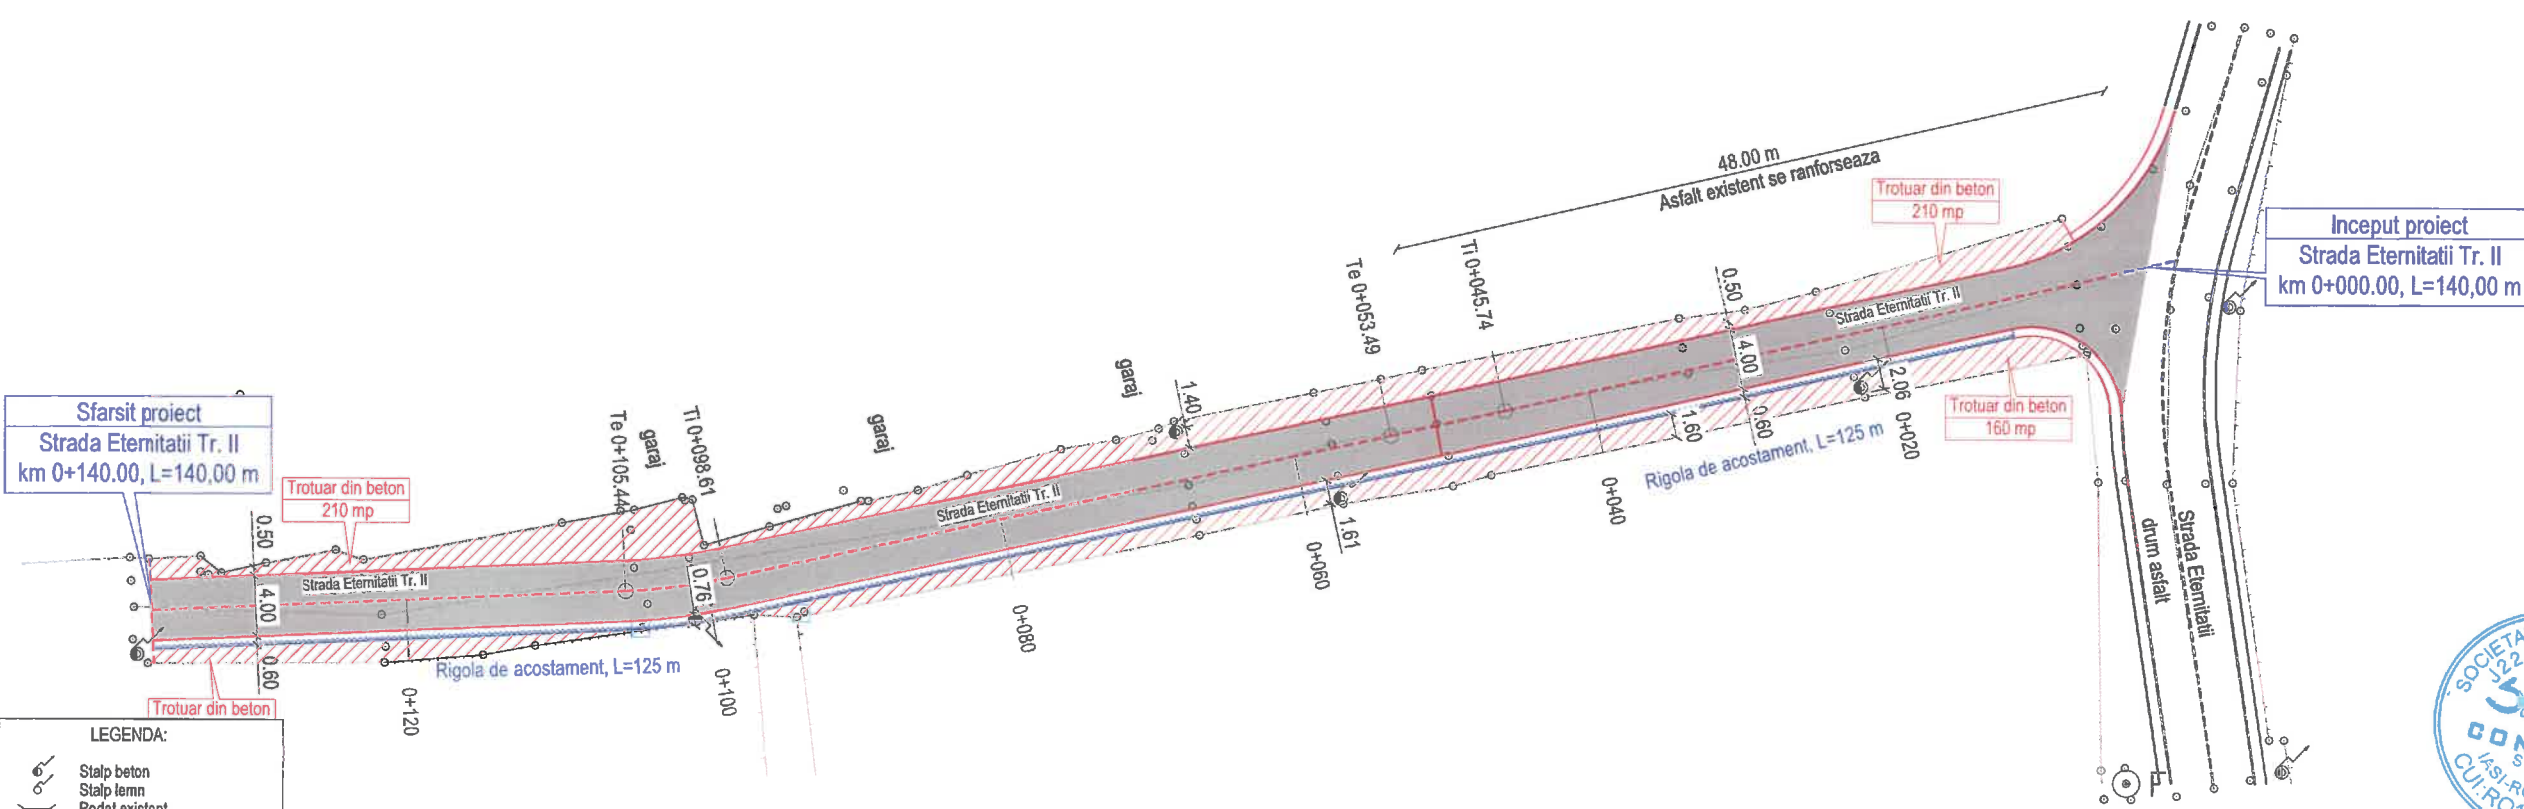 48.00 m
Asfalt existent se ranforseaza
Trotuar din beton
210 mp
Inceput proiect
Strada Eternitatii Tr. II
km 0+000.00, L=140,00 m
Te 0+053.49
Ti 0+045.74
0.50
4.00
0.60
1.60
2.06
0+020
Strada Eternitatii Tr. II
Trotuar din beton
160 mp
Rigola de acostament, L=125 m
0+040
garaj
1.40
1.61
0+060
Strada Eternitatii Tr. II
0+080
garaj
Ti 0+098.61
garaj
Te 0+105.44
0.76
0+100
Sfarsit proiect
Strada Eternitatii Tr. II
km 0+140.00, L=140,00 m
Trotuar din beton
210 mp
0.50
4.00
0.60
Strada Eternitatii Tr. II
Rigola de acostament, L=125 m
0+120
Trotuar din beton
drum asfalt
Strada Eternitatii
LEGENDA:
Stalp beton
Stalp lemn
Podet existent